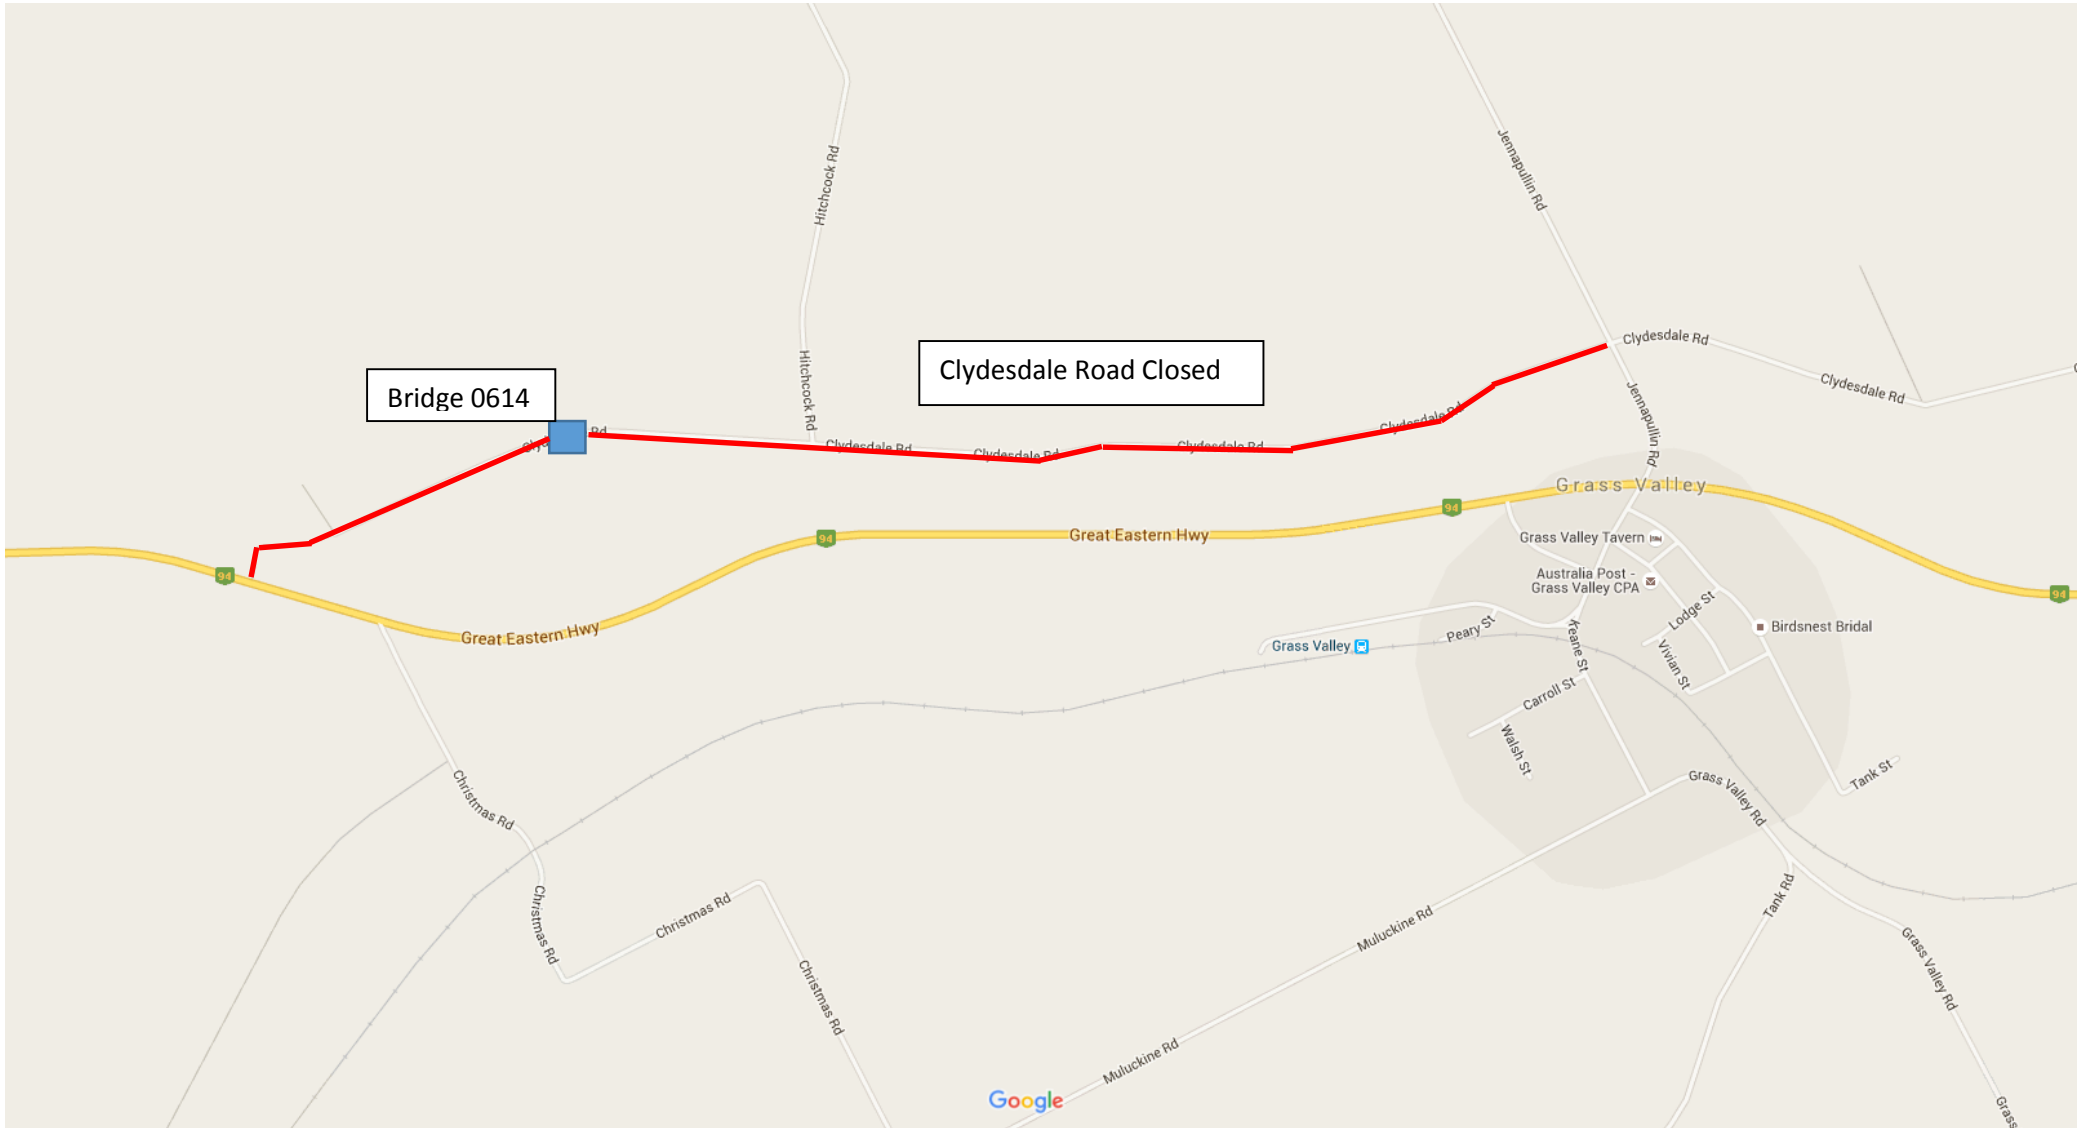 Jennapullin Rd
Hitchcock Rd
Clydesdale Rd
Clydesdale Road Closed
Hitchcock Rd
Clydesdale Rd
Bridge 0614
Jennapullin Rd
Clydesdale Rd
Rd
Clydesdale Rd
Clydesdale Rd
Clydesdale Rd
Grass Valley
94
94
Great Eastern Hwy
Grass Valley Tavern
94
Australia Post -
Grass Valley CPA
94
Lodge St
Great Eastern Hwy
Peary St
Birdsnest Bridal
Keane St
Grass Valley
Vivian St
Carroll St
Walsh St
Tank St
Grass Valley Rd
Christmas Rd
Tank Rd
Christmas Rd
Christmas Rd
Muluckine Rd
Grass Valley Rd
Christmas Rd
Muluckine Rd
Google
Grass